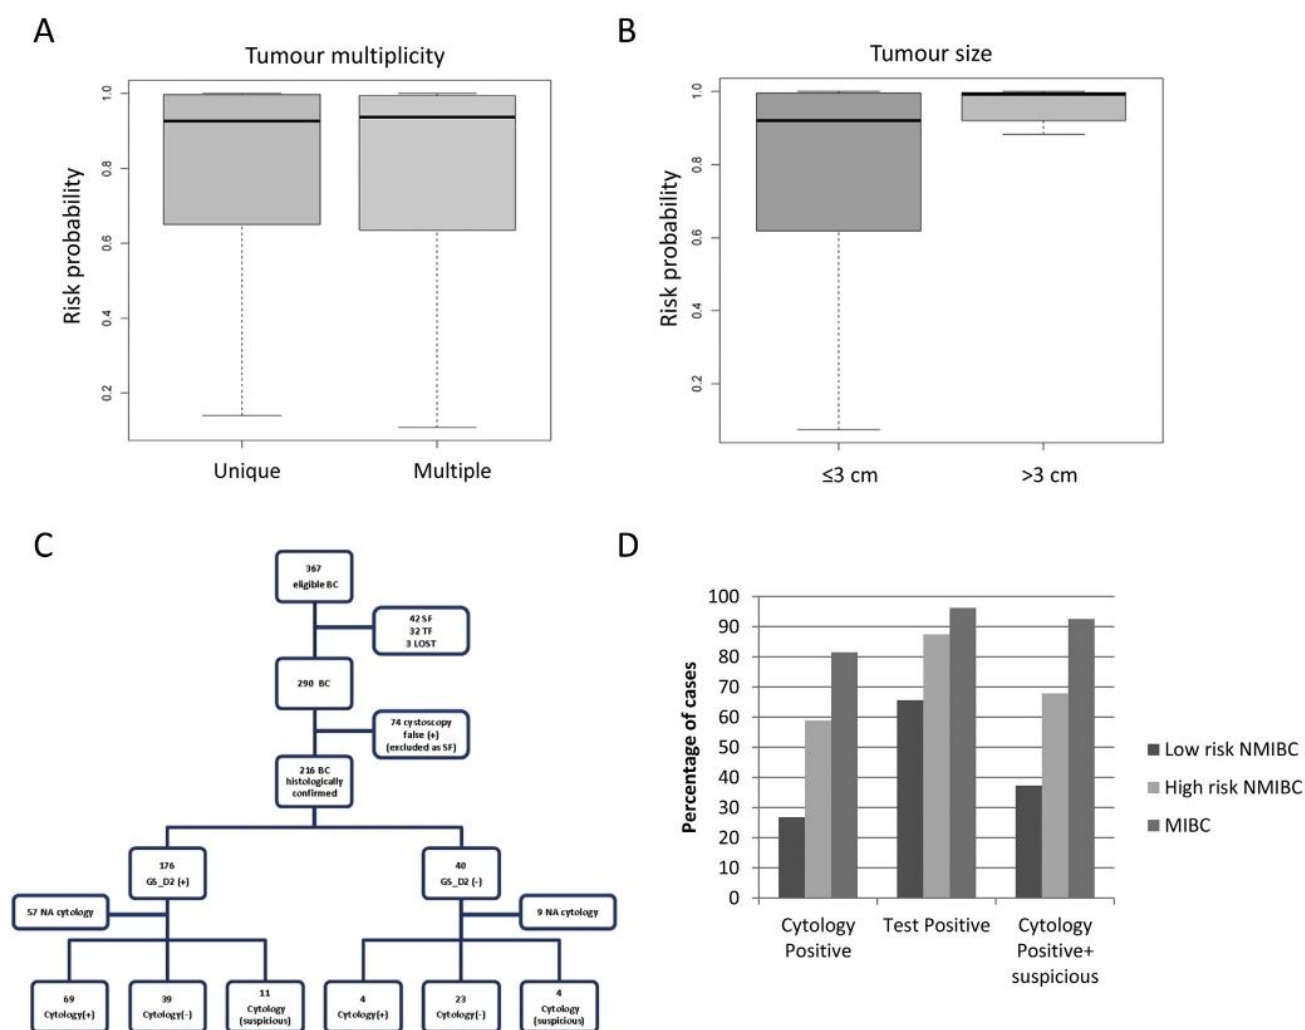 A
Tumour multiplicity
Risk probability
1.0
0.8
0.6
0.4
0.2
Unique
Multiple
B
Tumour size
Risk probability
1.0
0.8
0.6
0.4
0.2
≤3 cm
>3 cm
C
367
eligible BC
42 SF
32 TF
3 LOST
290 BC
74 cystoscopy
false (+)
(excluded as SF)
216 BC
histologically
confirmed
176
GS_D2 (+)
40
GS_D2 (-)
57 NA cytology
9 NA cytology
69
Cytology(+)
39
Cytology(-)
11
Cytology
(suspicious)
4
Cytology(+)
23
Cytology(-)
4
Cytology
(suspicious)
D
Percentage of cases
100
90
80
70
60
50
40
30
20
10
0
Cytology
Positive
Test Positive
Cytology
Positive+
suspicious
Low risk NMIBC
High risk NMIBC
MIBC